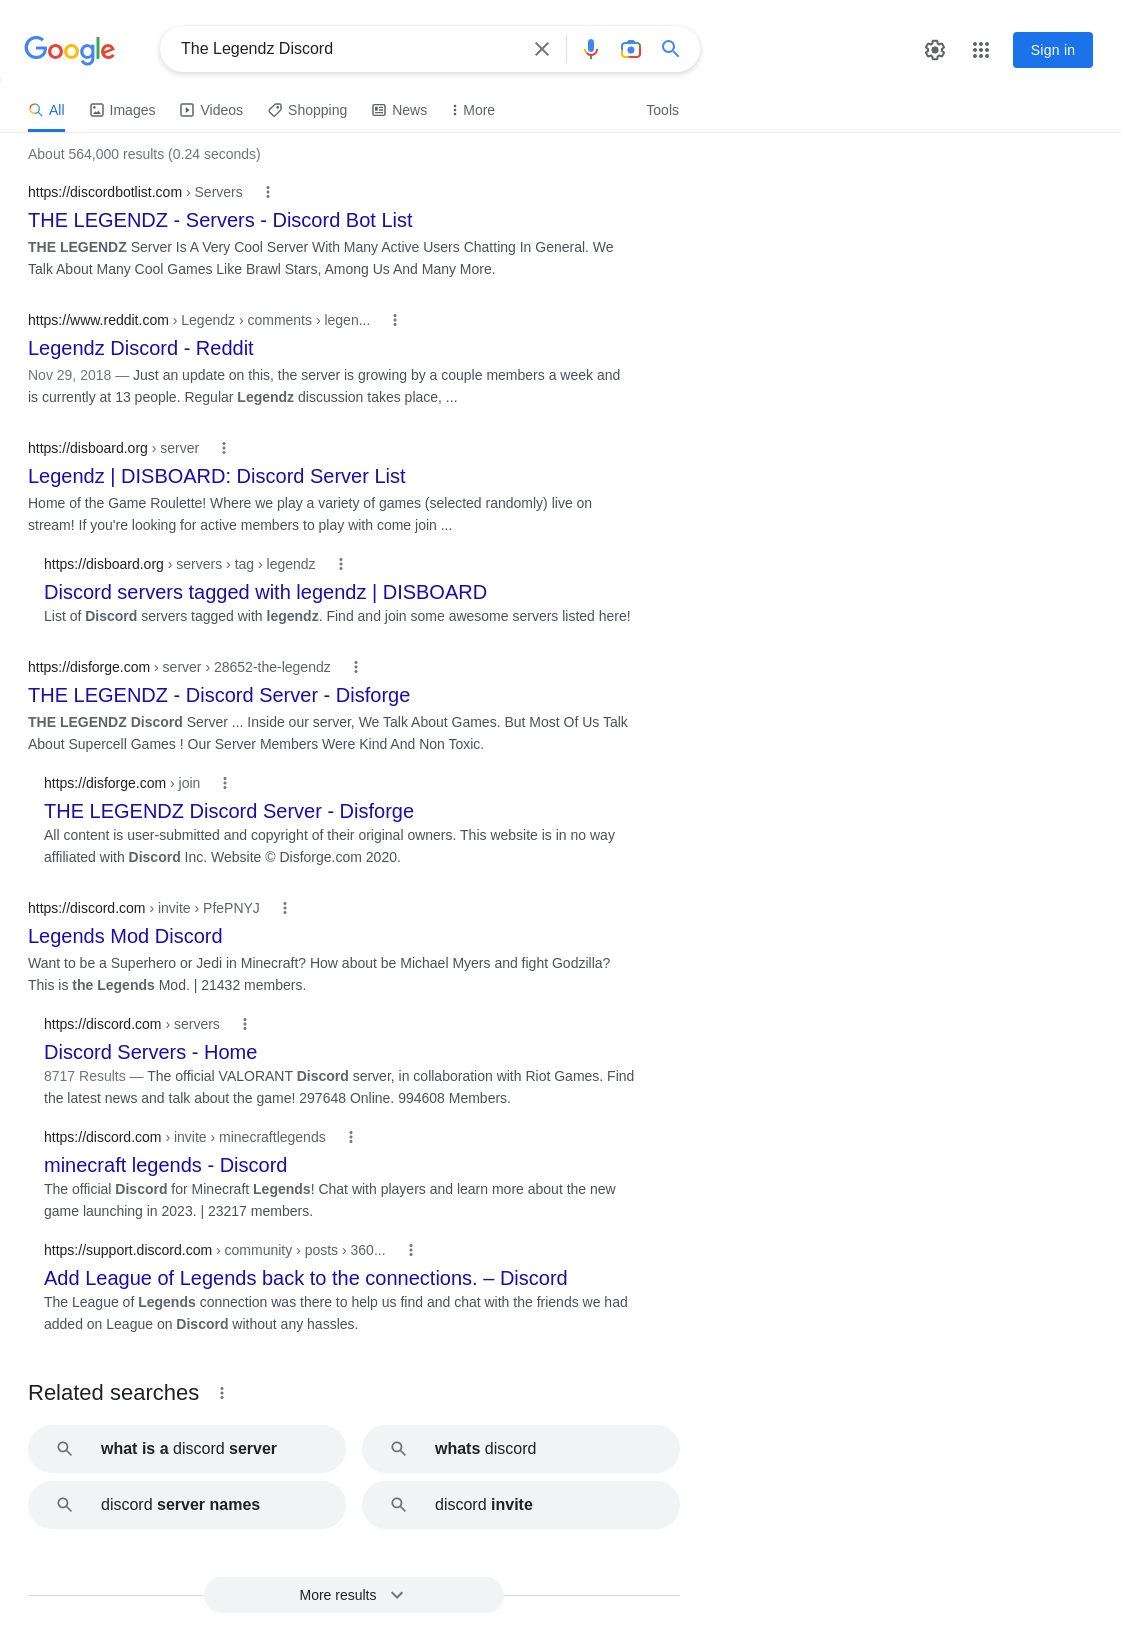 Google
The Legendz Discord
Sign in
All Images Videos Shopping News More Tools
About 564,000 results (0.24 seconds)
https://discordbotlist.com › Servers
THE LEGENDZ - Servers - Discord Bot List
THE LEGENDZ Server Is A Very Cool Server With Many Active Users Chatting In General. We
Talk About Many Cool Games Like Brawl Stars, Among Us And Many More.
https://www.reddit.com › Legendz › comments › legen...
Legendz Discord - Reddit
Nov 29, 2018 — Just an update on this, the server is growing by a couple members a week and
is currently at 13 people. Regular Legendz discussion takes place, ...
https://disboard.org › server
Legendz | DISBOARD: Discord Server List
Home of the Game Roulette! Where we play a variety of games (selected randomly) live on
stream! If you're looking for active members to play with come join ...
https://disboard.org › servers › tag › legendz
Discord servers tagged with legendz | DISBOARD
List of Discord servers tagged with legendz. Find and join some awesome servers listed here!
https://disforge.com › server › 28652-the-legendz
THE LEGENDZ - Discord Server - Disforge
THE LEGENDZ Discord Server ... Inside our server, We Talk About Games. But Most Of Us Talk
About Supercell Games ! Our Server Members Were Kind And Non Toxic.
https://disforge.com › join
THE LEGENDZ Discord Server - Disforge
All content is user-submitted and copyright of their original owners. This website is in no way
affiliated with Discord Inc. Website © Disforge.com 2020.
https://discord.com › invite › PfePNYJ
Legends Mod Discord
Want to be a Superhero or Jedi in Minecraft? How about be Michael Myers and fight Godzilla?
This is the Legends Mod. | 21432 members.
https://discord.com › servers
Discord Servers - Home
8717 Results — The official VALORANT Discord server, in collaboration with Riot Games. Find
the latest news and talk about the game! 297648 Online. 994608 Members.
https://discord.com › invite › minecraftlegends
minecraft legends - Discord
The official Discord for Minecraft Legends! Chat with players and learn more about the new
game launching in 2023. | 23217 members.
https://support.discord.com › community › posts › 360...
Add League of Legends back to the connections. – Discord
The League of Legends connection was there to help us find and chat with the friends we had
added on League on Discord without any hassles.
Related searches
what is a discord server
whats discord
discord server names
discord invite
More results